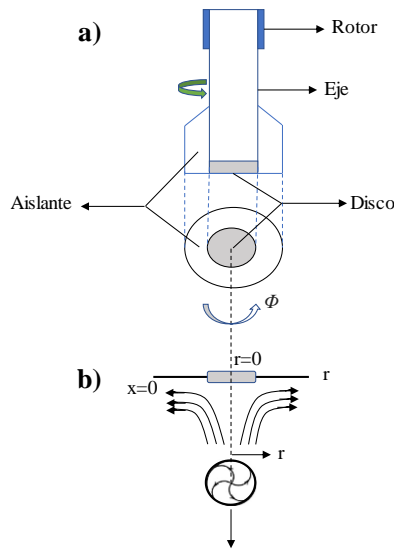 a)
Rotor
Eje
Aislante
Disco
Φ
r=0
b)
x=0
r
r